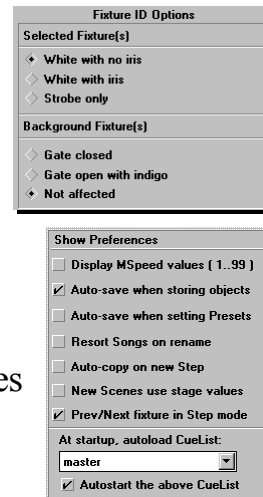 Fixture ID Options
Selected Fixture(s)
White with no iris
White with iris
Strobe only
Background Fixture(s)
Gate closed
Gate open with indigo
Not affected
Show Preferences
Display MSpeed values ( 1..99 )
Auto-save when storing objects
Auto-save when setting Presets
Resort Songs on rename
Auto-copy on new Step
es
New Scenes use stage values
Prev/Next fixture in Step mode
At startup, autoload CueList:
master
Autostart the above CueList